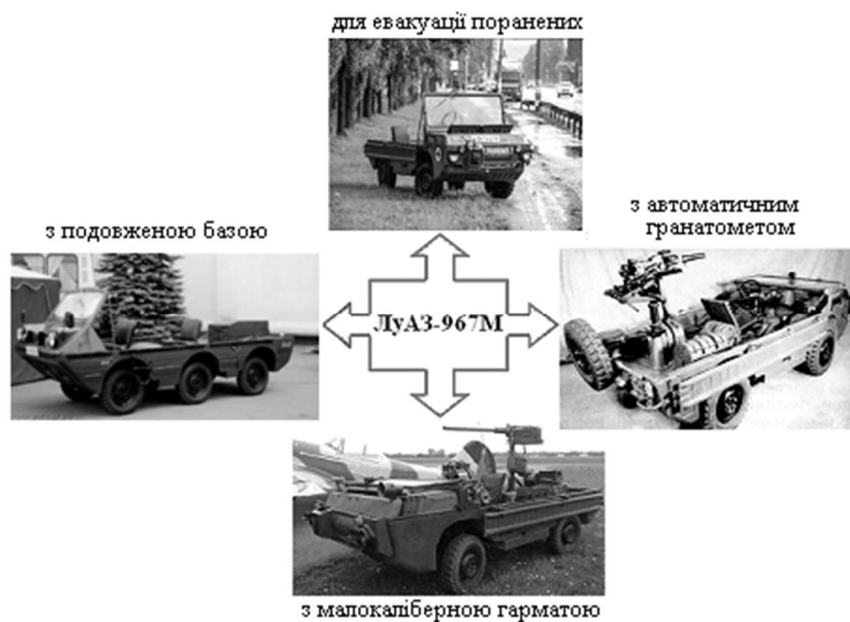 для евакуації поранених
з подовженою базою
з автоматичним
гранатометом
ЛуАЗ-967М
з малокаліберною гарматою